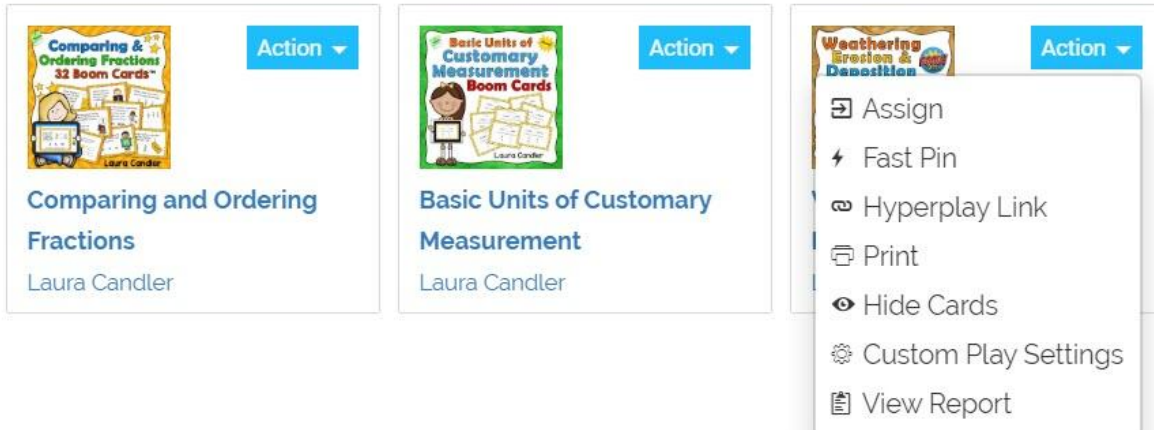 Comparing &
Ordering Fractions
32 Boom Cards™
Laura Candler
Action
Comparing and Ordering
Fractions
Laura Candler
Basic Units of
Customary
Measurement
Boom Cards
Laura Candler
Action
Basic Units of Customary
Measurement
Laura Candler
Weathering
Erosion &
Deposition
Action
Assign
Fast Pin
Hyperplay Link
Print
Hide Cards
Custom Play Settings
View Report